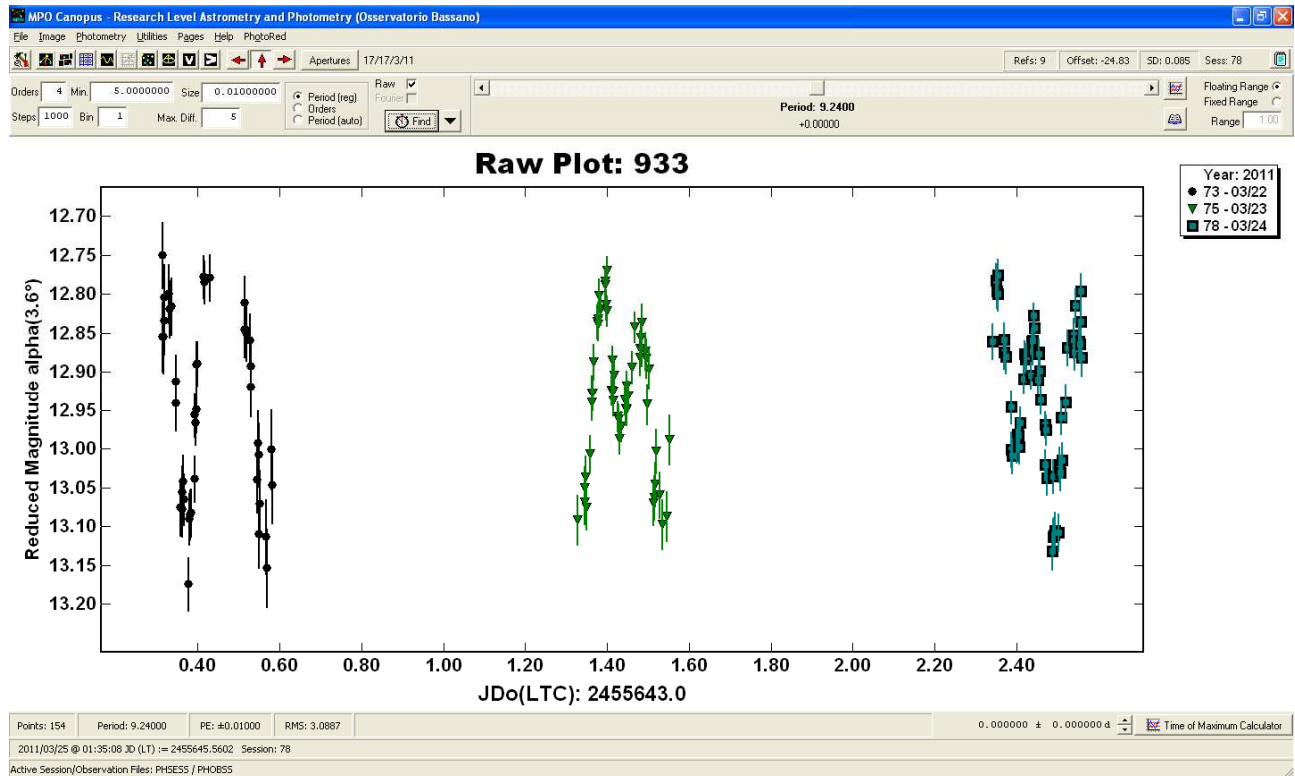 MPO Canopus - Research Level Astrometry and Photometry (Osservatorio Bassano)
File Image Photometry Utilities Pages Help PhotoRed
Apertures 17/17/3/11 Refs: 9 Offset: -24.83 SD: 0.085 Sess: 78
Orders 4 Min. 5.0000000 Size 0.01000000
Steps 1000 Bin 1 Max. Diff. 5
Period (reg)
Orders
Period (auto)
Raw
Fourier
Find
Period: 9.2400
+0.00000
Floating Range
Fixed Range
Range 1.00
Raw Plot: 933
Year: 2011
73 - 03/22
75 - 03/23
78 - 03/24
Reduced Magnitude alpha(3.6°)
12.70
12.75
12.80
12.85
12.90
12.95
13.00
13.05
13.10
13.15
13.20
0.40 0.60 0.80 1.00 1.20 1.40 1.60 1.80 2.00 2.20 2.40
JDo(LTC): 2455643.0
Points: 154 Period: 9.24000 PE: ±0.01000 RMS: 3.0887 0.000000 ± 0.000000 d Time of Maximum Calculator
2011/03/25 @ 01:35:08 JD (LT) := 2455645.5602 Session: 78
Active Session/Observation Files: PHSESS / PHOBSS